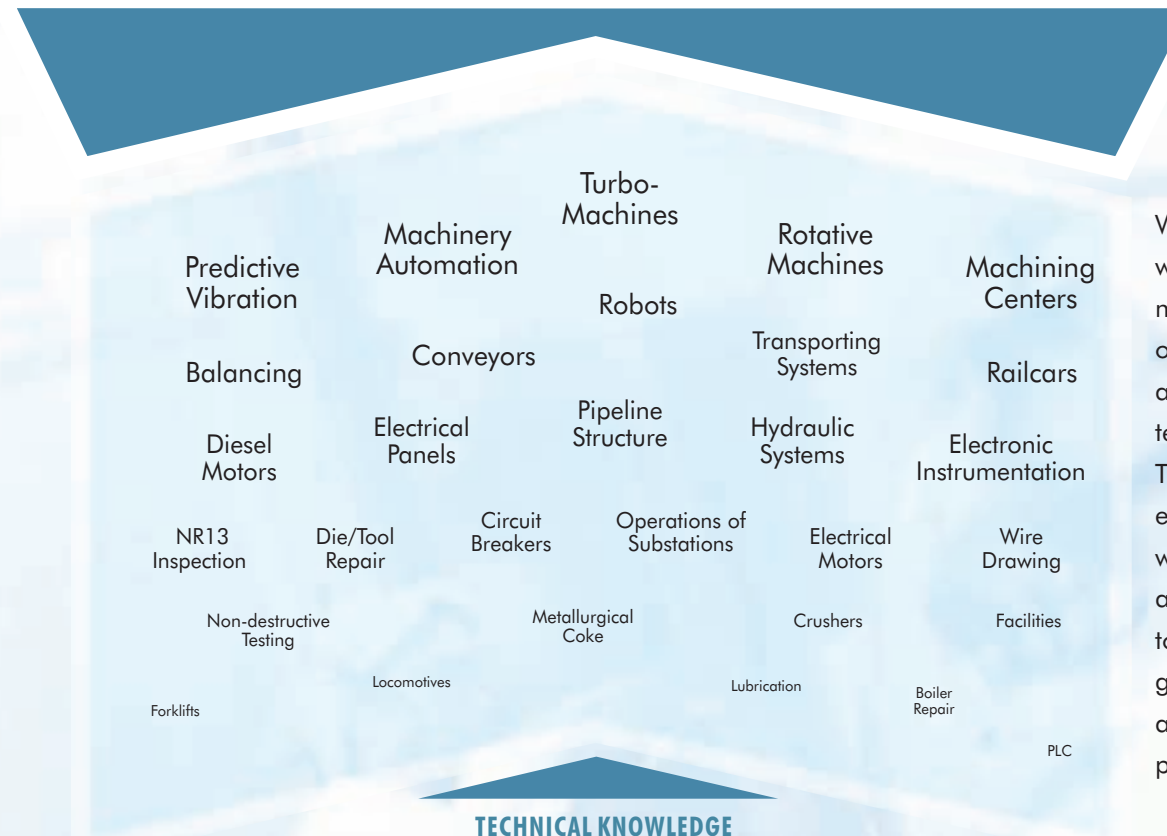 Turbo-
Machines
Machinery
Automation
Rotative
Machines
Predictive
Vibration
Machining
Centers
Robots
Conveyors
Transporting
Systems
Balancing
Railcars
Pipeline
Structure
Electrical
Panels
Hydraulic
Systems
Diesel
Motors
Electronic
Instrumentation
NR13
Inspection
Die/Tool
Repair
Circuit
Breakers
Operations of
Substations
Electrical
Motors
Wire
Drawing
Non-destructive
Testing
Metallurgical
Coke
Crushers
Facilities
Locomotives
Lubrication
Boiler
Repair
Forklifts
PLC
TECHNICAL KNOWLEDGE